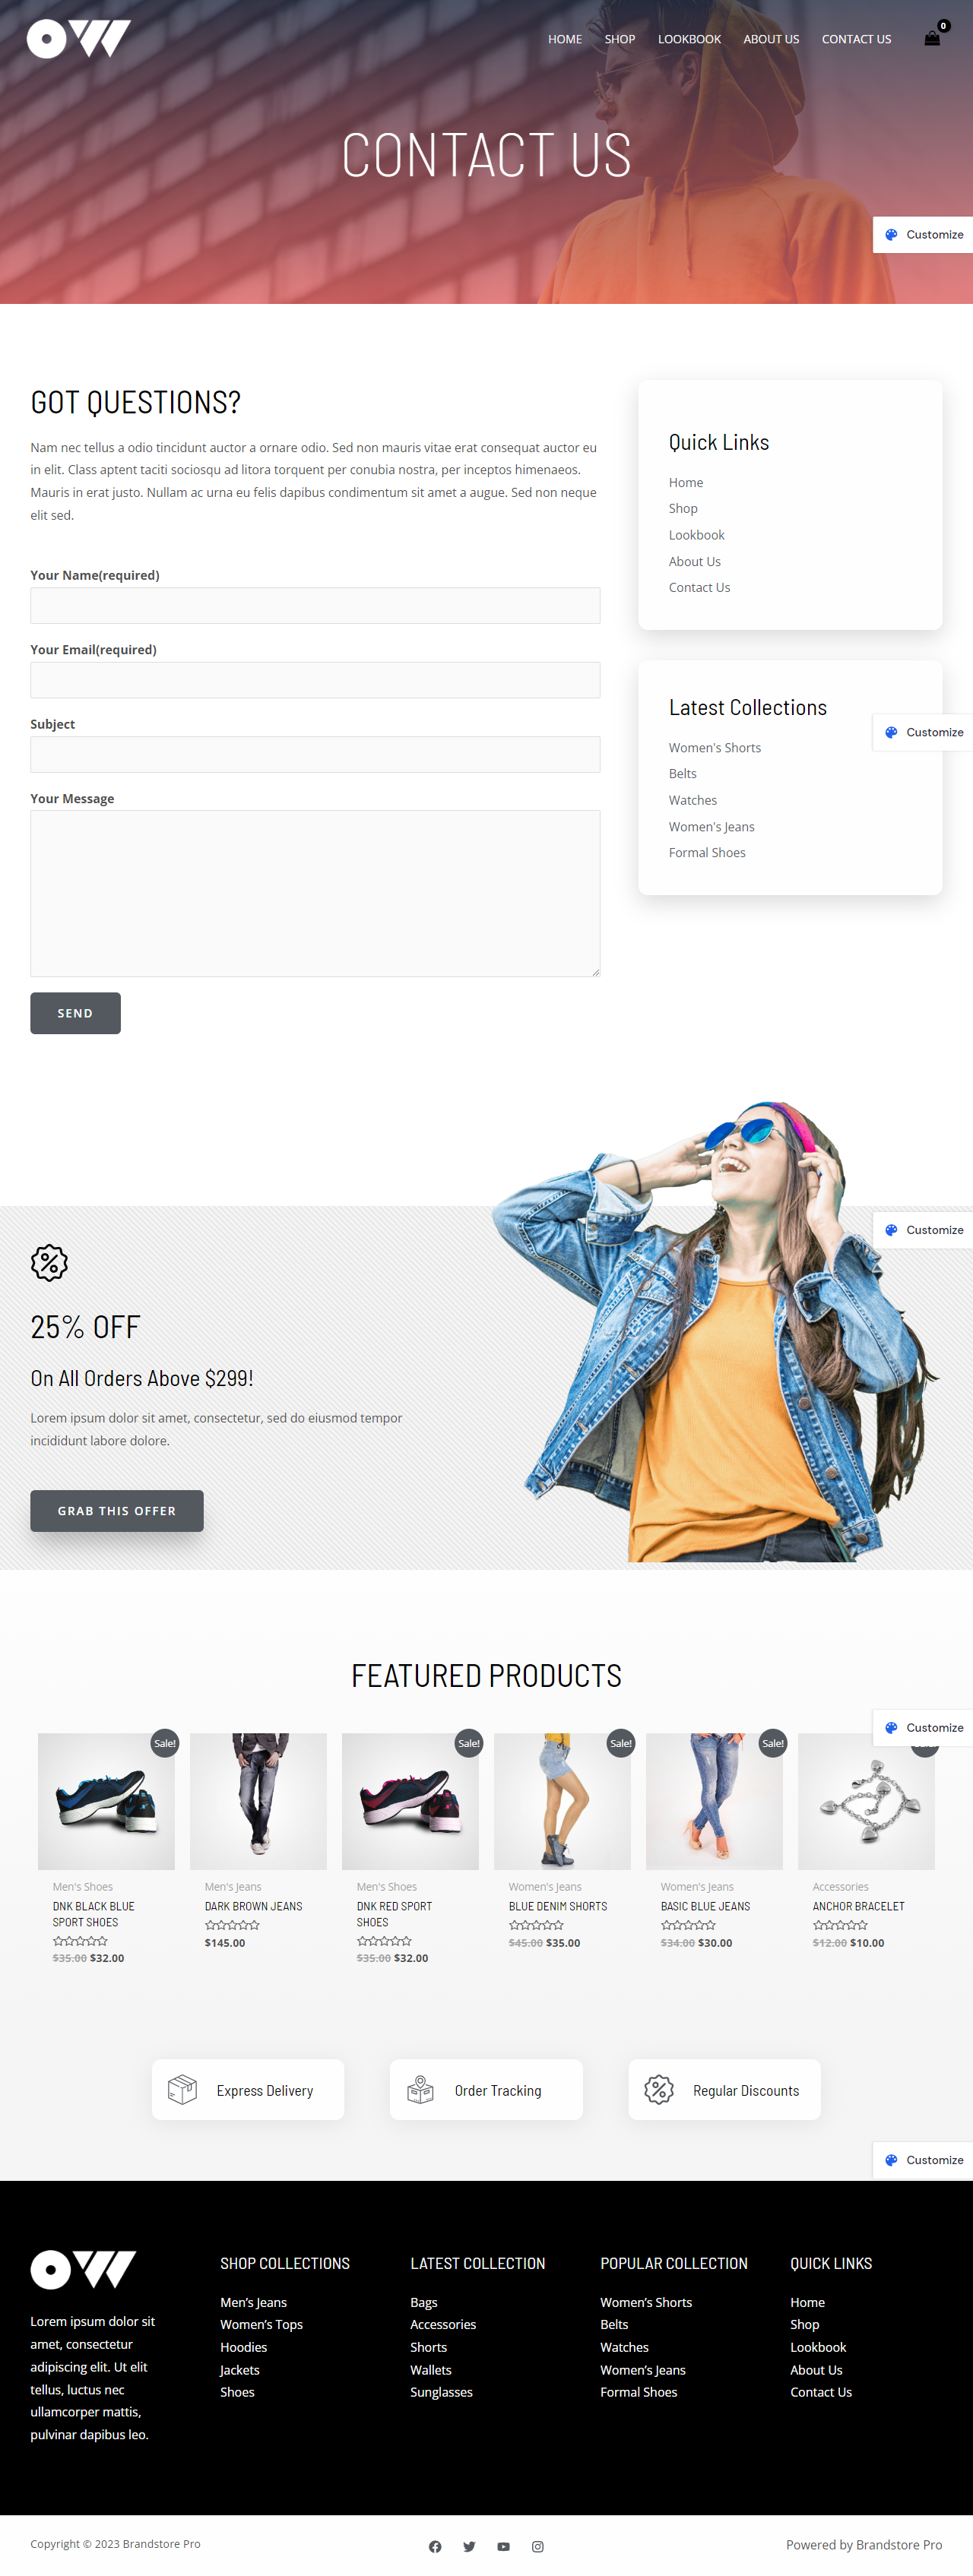 OW
HOME
SHOP
LOOKBOOK
ABOUT US
CONTACT US
0
CONTACT US
Customize
GOT QUESTIONS?
Nam nec tellus a odio tincidunt auctor a ornare odio. Sed non mauris vitae erat consequat auctor eu
in elit. Class aptent taciti sociosqu ad litora torquent per conubia nostra, per inceptos himenaeos.
Mauris in erat justo. Nullam ac urna eu felis dapibus condimentum sit amet a augue. Sed non neque
elit sed.
Your Name(required)
Your Email(required)
Subject
Your Message
SEND
Quick Links
Home
Shop
Lookbook
About Us
Contact Us
Latest Collections
Customize
Women's Shorts
Belts
Watches
Women's Jeans
Formal Shoes
Customize
25% OFF
On All Orders Above $299!
Lorem ipsum dolor sit amet, consectetur, sed do eiusmod tempor
incididunt labore dolore.
GRAB THIS OFFER
FEATURED PRODUCTS
Customize
Sale!
Men's Shoes
DNK BLACK BLUE
SPORT SHOES
$35.00 $32.00
Men's Jeans
DARK BROWN JEANS
$145.00
Sale!
Men's Shoes
DNK RED SPORT
SHOES
$35.00 $32.00
Sale!
Women's Jeans
BLUE DENIM SHORTS
$45.00 $35.00
Sale!
Women's Jeans
BASIC BLUE JEANS
$34.00 $30.00
Accessories
ANCHOR BRACELET
$12.00 $10.00
Express Delivery
Order Tracking
Regular Discounts
Customize
OW
Lorem ipsum dolor sit
amet, consectetur
adipiscing elit. Ut elit
tellus, luctus nec
ullamcorper mattis,
pulvinar dapibus leo.
SHOP COLLECTIONS
Men’s Jeans
Women’s Tops
Hoodies
Jackets
Shoes
LATEST COLLECTION
Bags
Accessories
Shorts
Wallets
Sunglasses
POPULAR COLLECTION
Women’s Shorts
Belts
Watches
Women’s Jeans
Formal Shoes
QUICK LINKS
Home
Shop
Lookbook
About Us
Contact Us
Copyright © 2023 Brandstore Pro
Powered by Brandstore Pro